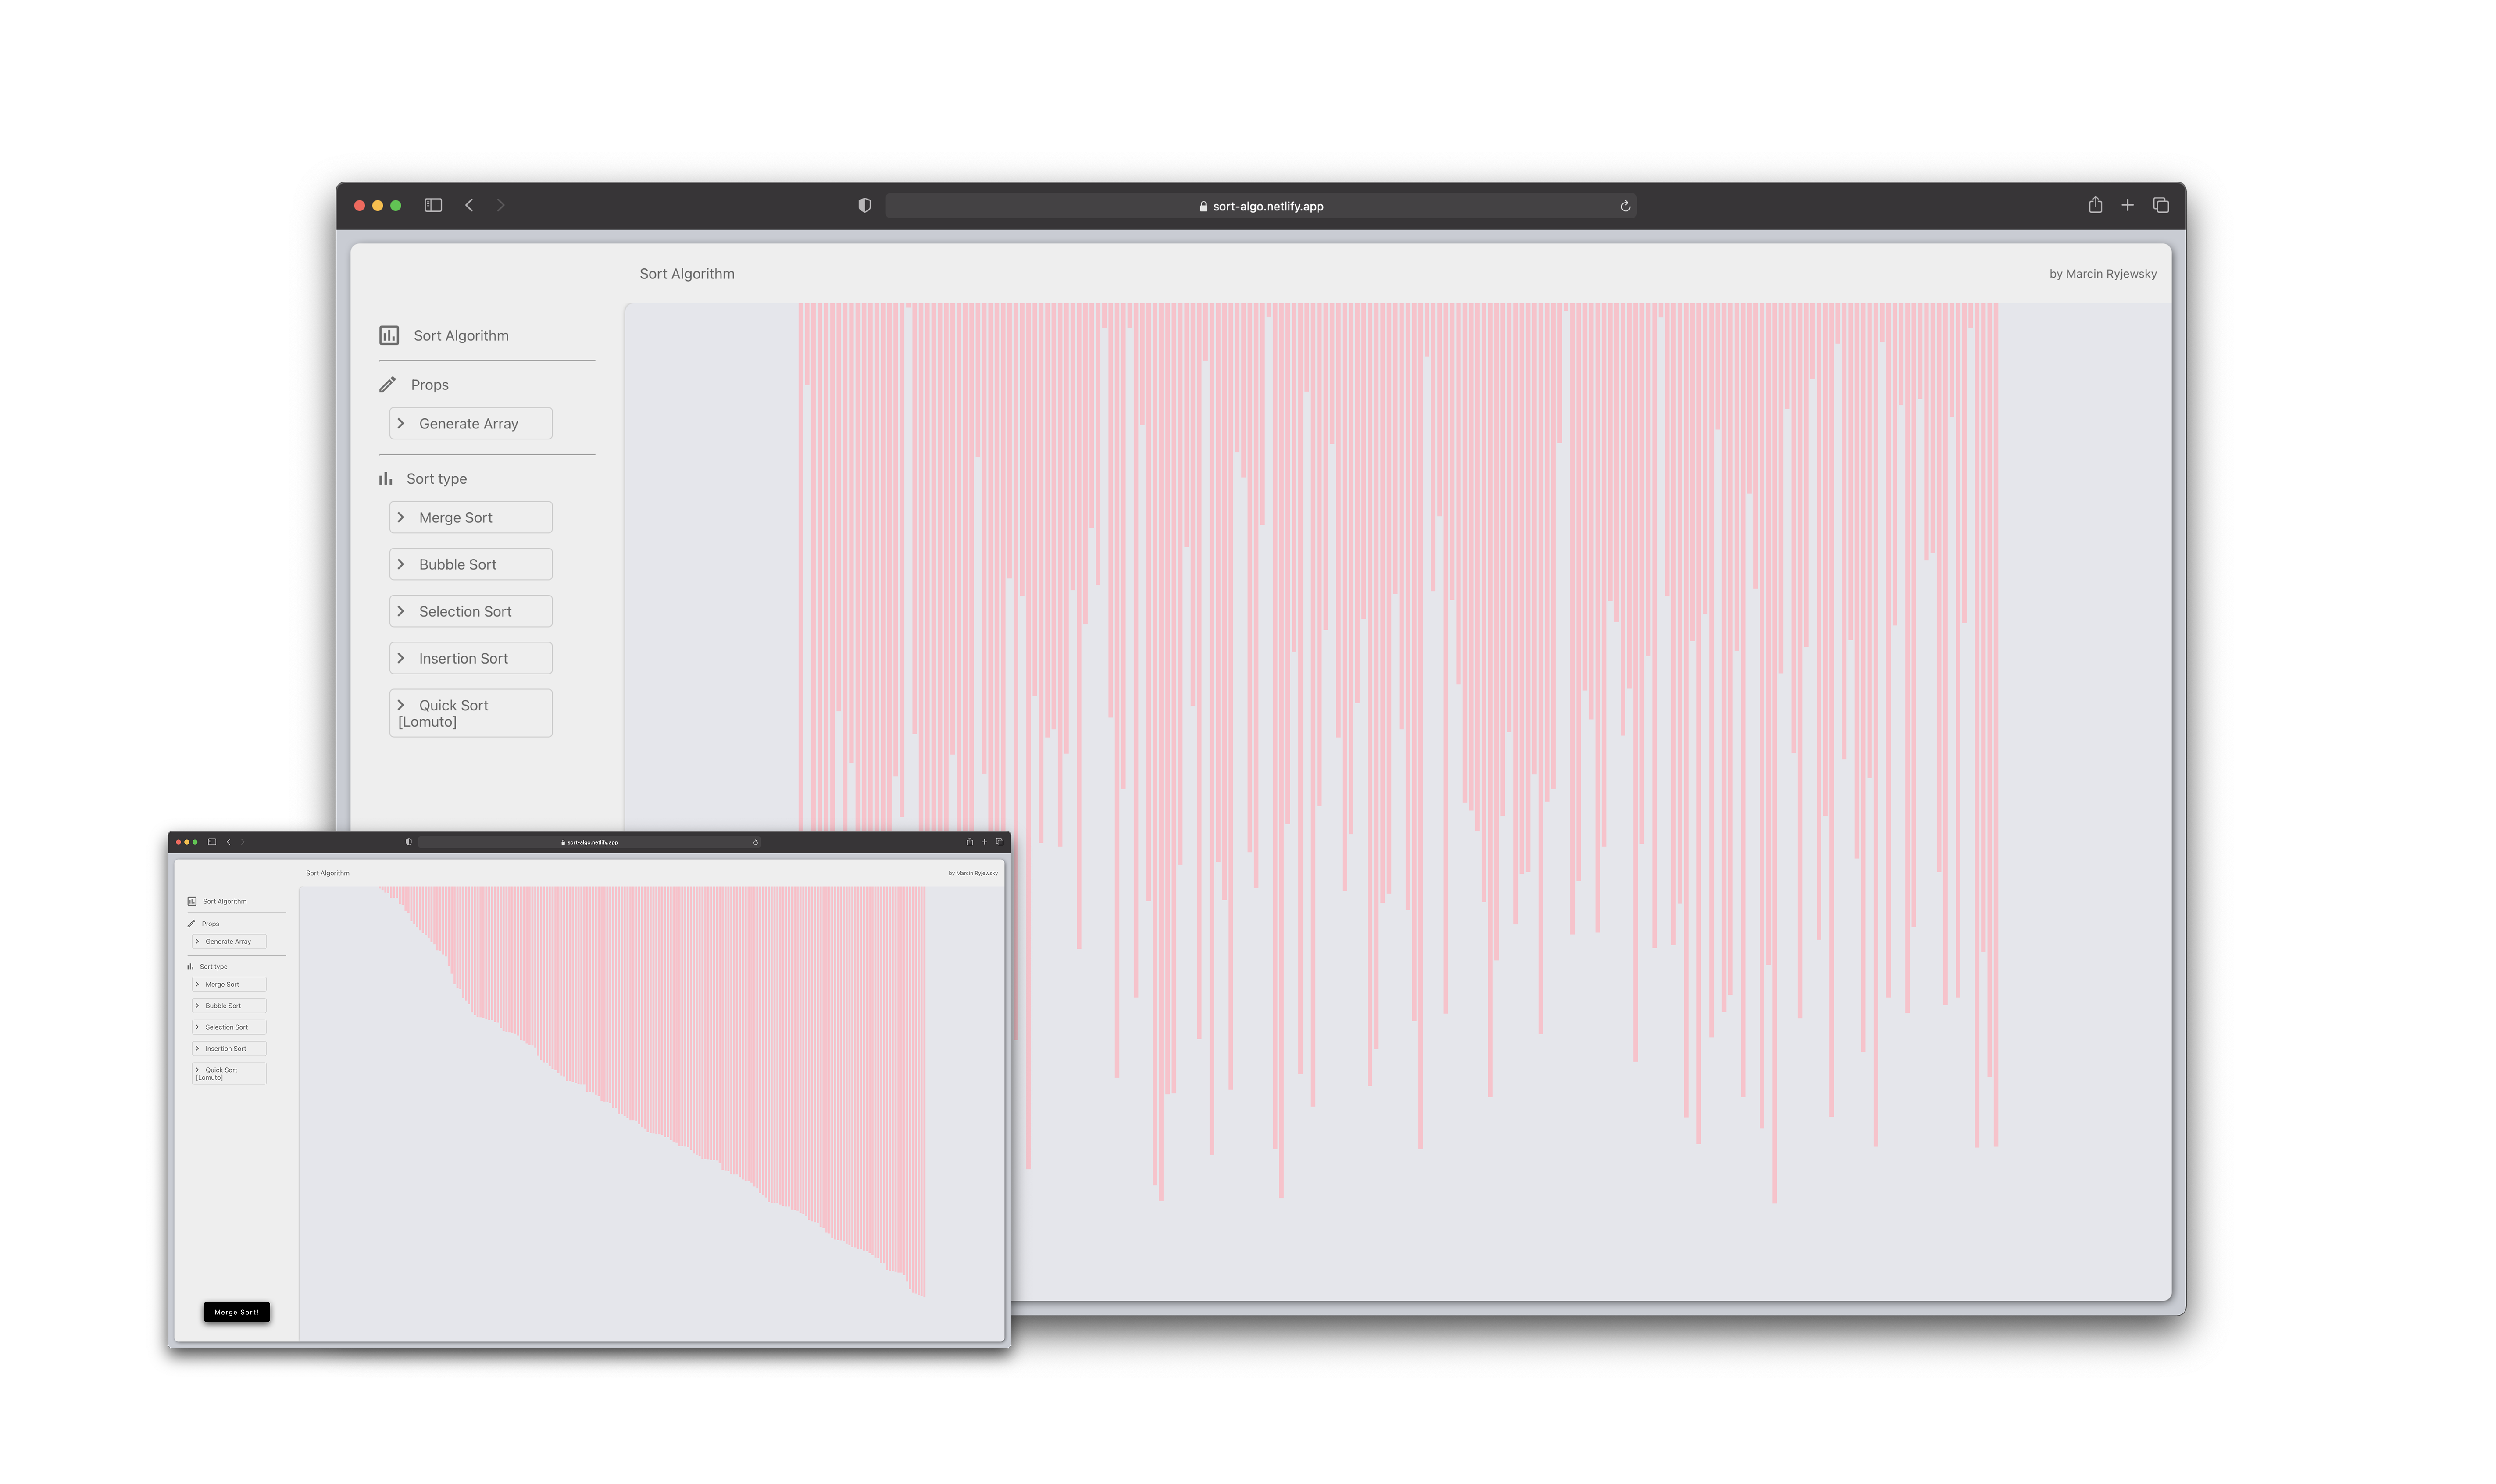 sort-algo.netlify.app
Sort Algorithm
by Marcin Ryjewsky
Sort Algorithm
Props
Generate Array
Sort type
Merge Sort
Bubble Sort
Selection Sort
Insertion Sort
Quick Sort
[Lomuto]
sort-algo.netlify.app
Sort Algorithm
by Marcin Ryjewsky
Sort Algorithm
Props
Generate Array
Sort type
Merge Sort
Bubble Sort
Selection Sort
Insertion Sort
Quick Sort
[Lomuto]
Merge Sort!